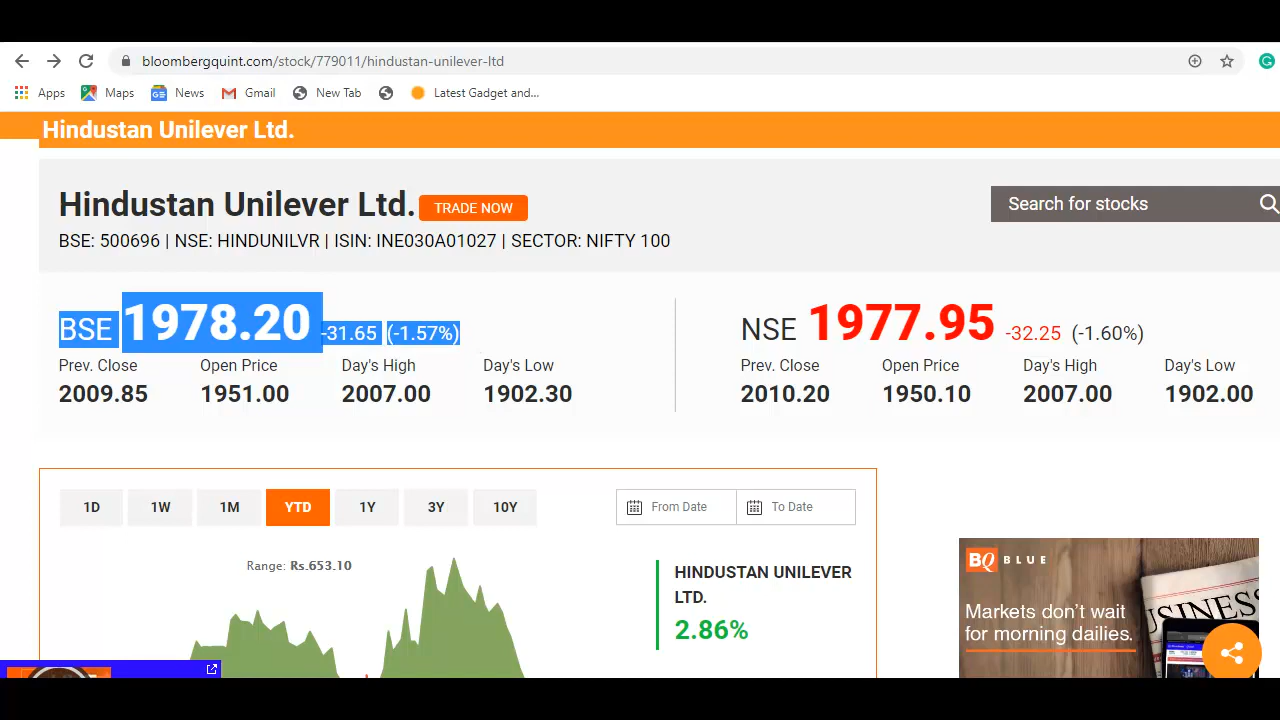 bloombergquint.com/stock/779011/hindustan-unilever-ltd
Apps Maps News Gmail New Tab Latest Gadget and...
Hindustan Unilever Ltd.
Hindustan Unilever Ltd. TRADE NOW
Search for stocks
BSE: 500696 | NSE: HINDUNILVR | ISIN: INE030A01027 | SECTOR: NIFTY 100
BSE 1978.20 -31.65 (-1.57%)
Prev. Close Open Price Day's High Day's Low
2009.85 1951.00 2007.00 1902.30
NSE 1977.95 -32.25 (-1.60%)
Prev. Close Open Price Day's High Day's Low
2010.20 1950.10 2007.00 1902.00
1D 1W 1M YTD 1Y 3Y 10Y From Date To Date
Range: Rs.653.10
HINDUSTAN UNILEVER
LTD.
2.86%
BQ BLUE
Markets don't wait
for morning dailies.